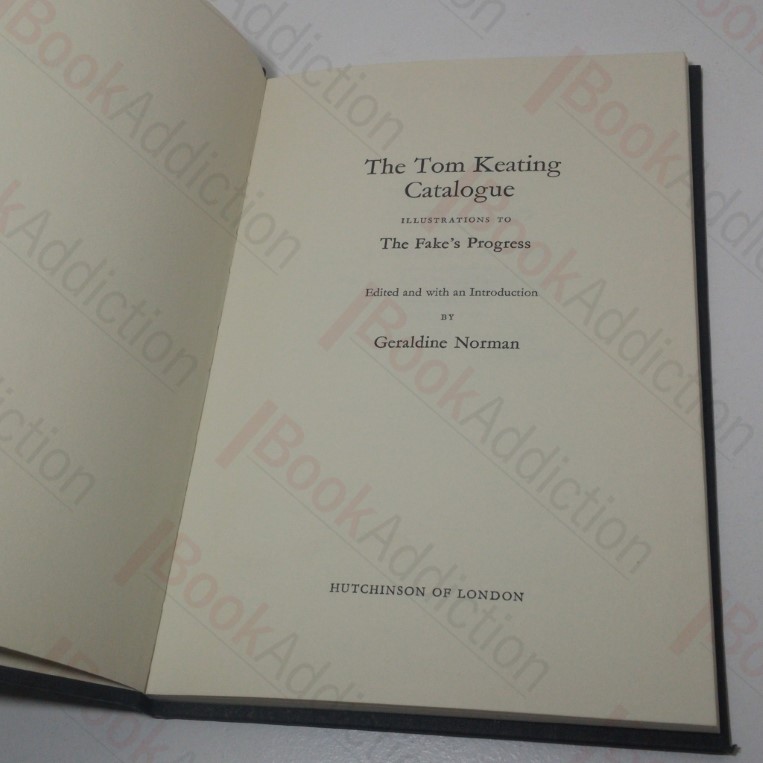 The Tom Keating
Catalogue
ILLUSTRATIONS TO
The Fake's Progress
Edited and with an Introduction
BY
Geraldine Norman
HUTCHINSON OF LONDON
BookAddiction